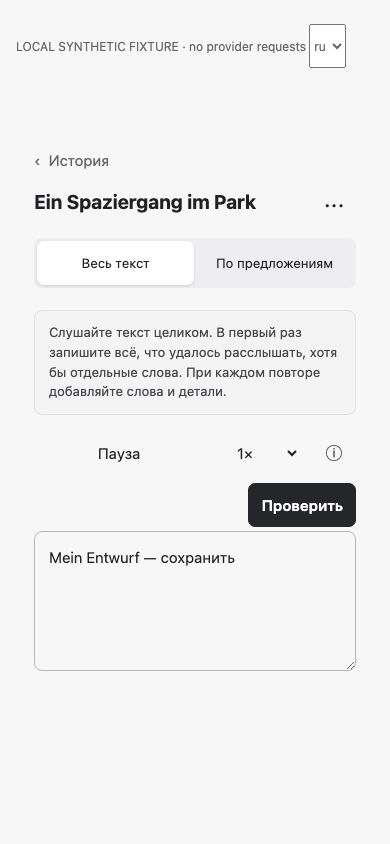 LOCAL SYNTHETIC FIXTURE · no provider requests ru
‹ История
Ein Spaziergang im Park ...
Весь текст По предложениям
Слушайте текст целиком. В первый раз
запишите всё, что удалось расслышать, хотя
бы отдельные слова. При каждом повторе
добавляйте слова и детали.
Пауза 1× ⓘ
Проверить
Mein Entwurf — сохранить